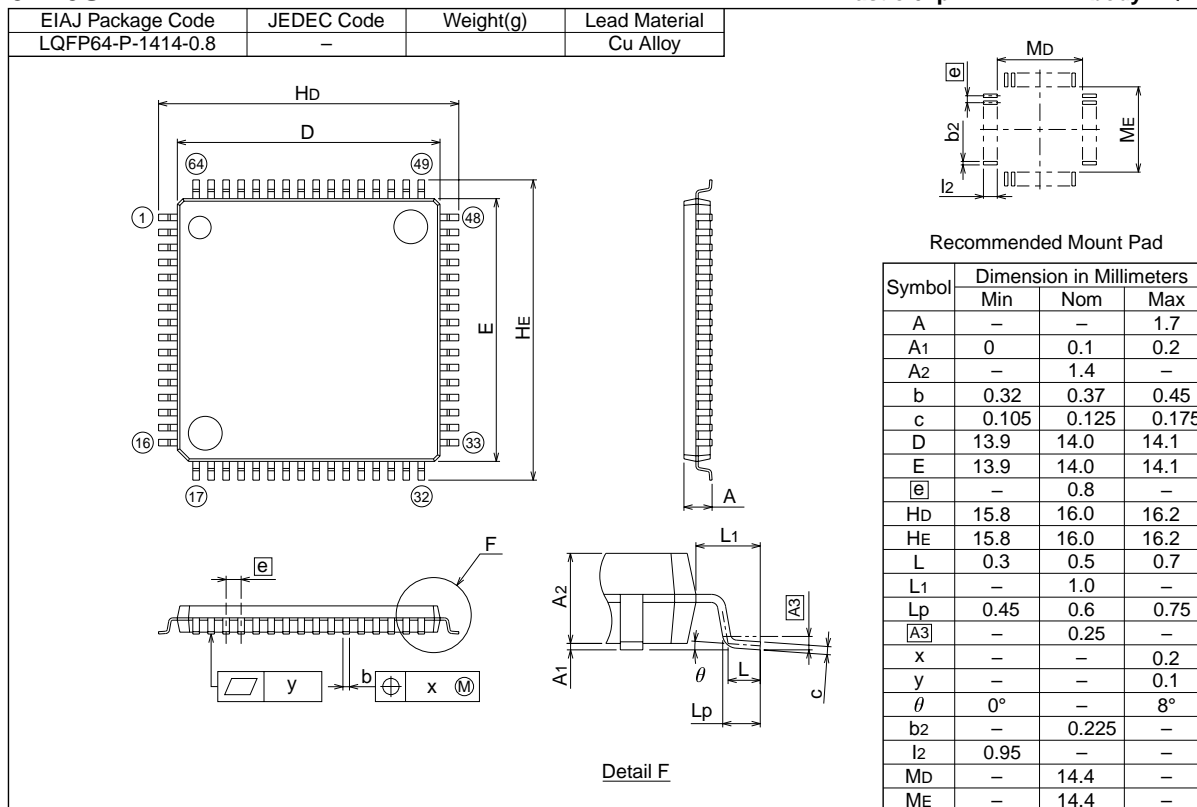 EIAJ Package Code JEDEC Code Weight(g) Lead Material
LQFP64-P-1414-0.8 – Cu Alloy
HD
D
64 49
1 48
E
HE
16 33
17 32
A
MD
e
b2
ME
I2
Recommended Mount Pad
Symbol Dimension in Millimeters
Min Nom Max
A – – 1.7
A1 0 0.1 0.2
A2 – 1.4 –
b 0.32 0.37 0.45
c 0.105 0.125 0.175
D 13.9 14.0 14.1
E 13.9 14.0 14.1
e – 0.8 –
HD 15.8 16.0 16.2
HE 15.8 16.0 16.2
L 0.3 0.5 0.7
L1 – 1.0 –
Lp 0.45 0.6 0.75
A3 – 0.25 –
x – – 0.2
y – – 0.1
θ 0° – 8°
b2 – 0.225 –
I2 0.95 – –
MD – 14.4 –
ME – 14.4 –
e
F
y
b
x M
L1
A2
A3
A1
θ
L
c
Lp
Detail F